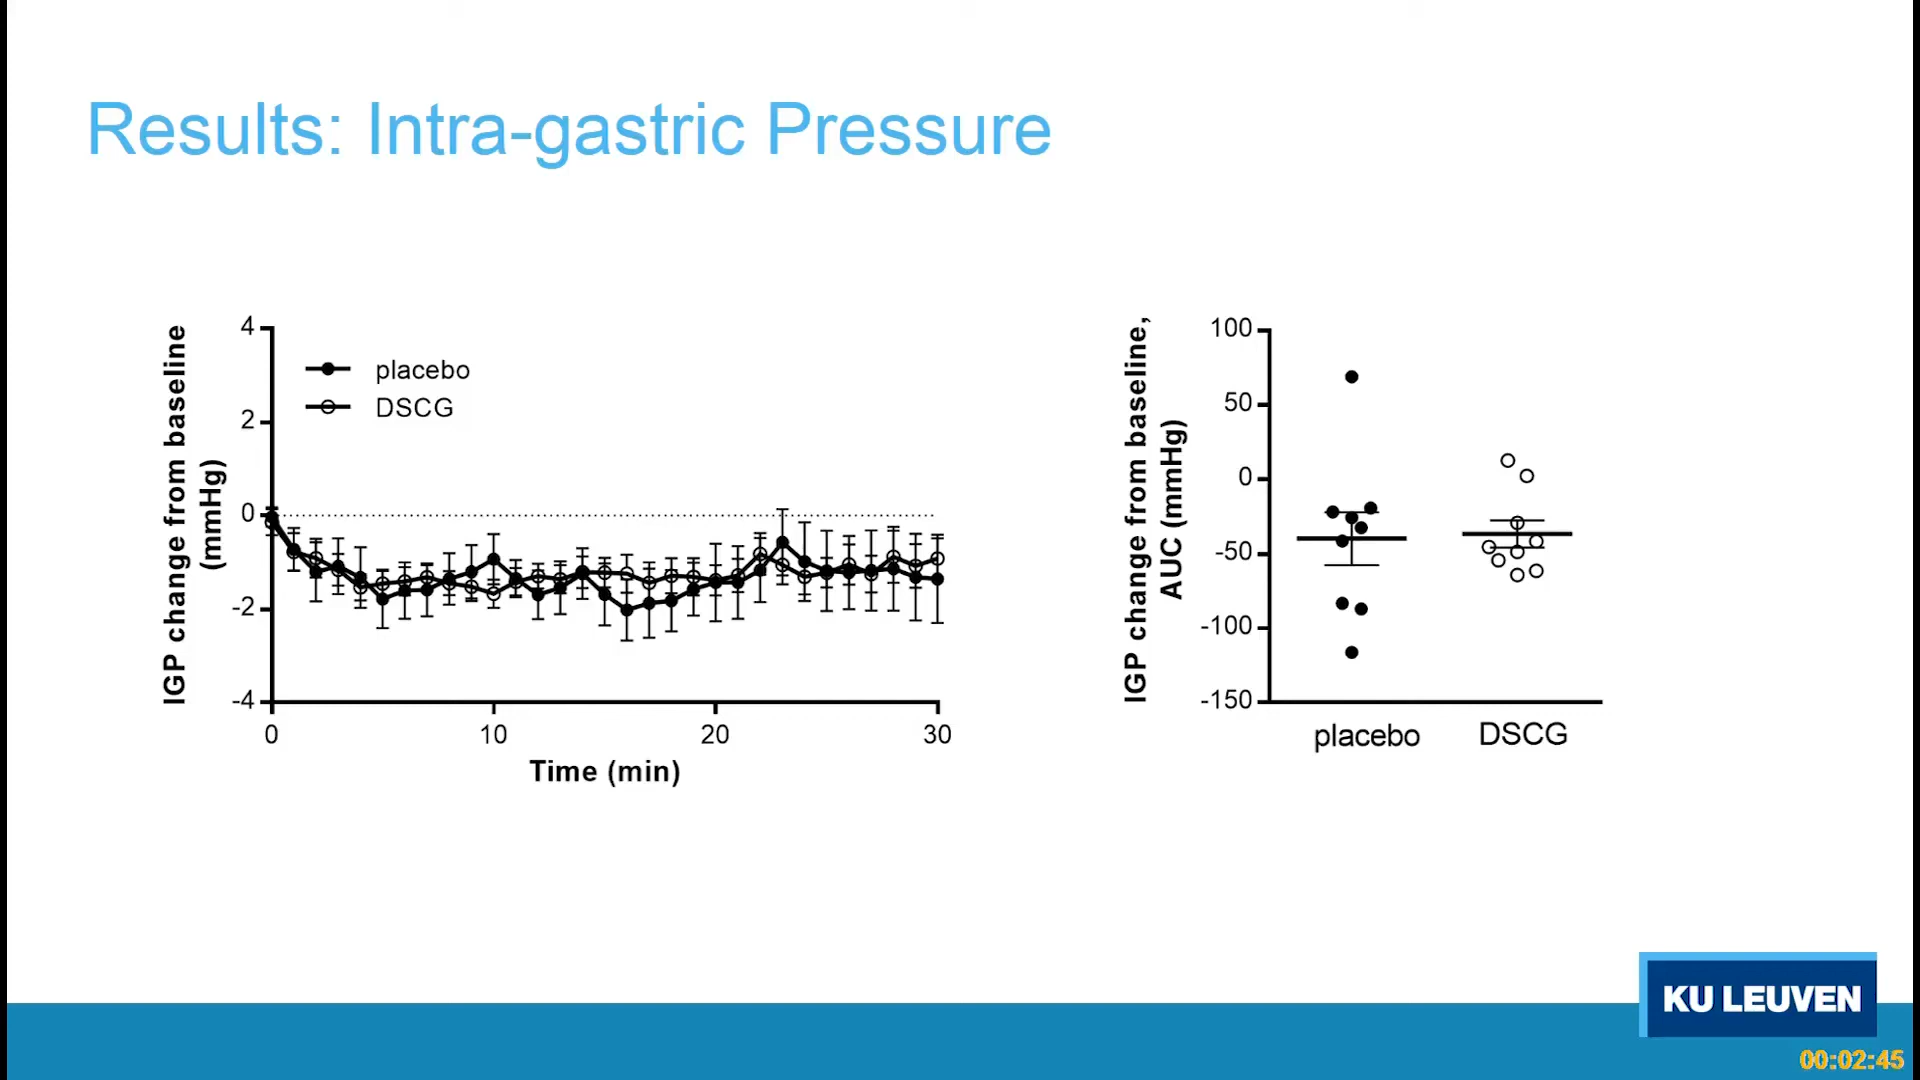 Results: Intra-gastric Pressure
IGP change from baseline
(mmHg)
4
2
0
-2
-4
placebo
DSCG
0
10
20
30
Time (min)
IGP change from baseline,
AUC (mmHg)
100
50
0
-50
-100
-150
placebo
DSCG
KU LEUVEN
00:02:45